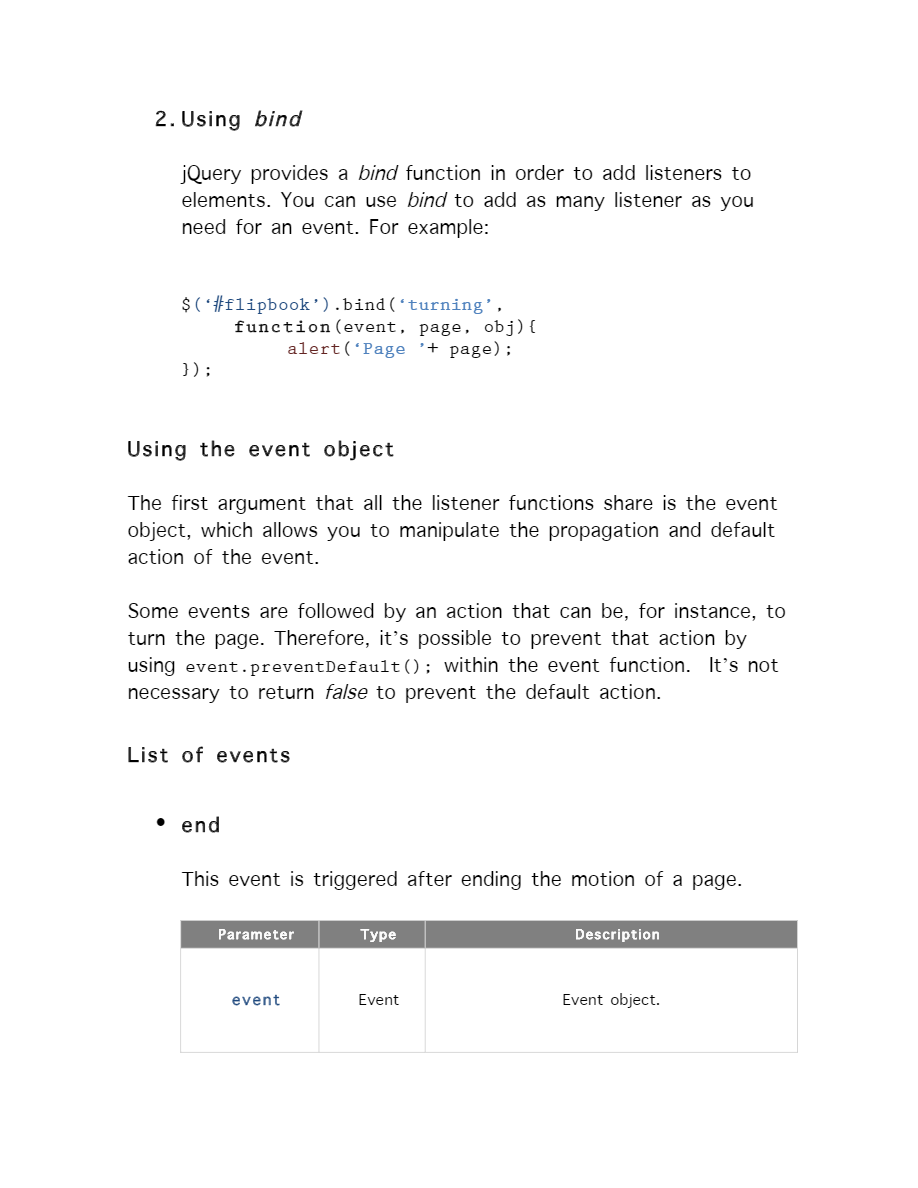 2. Using bind
jQuery provides a bind function in order to add listeners to
elements. You can use bind to add as many listener as you
need for an event. For example:
$(‘#flipbook’).bind(‘turning’,
function(event, page, obj){
alert(‘Page ’+ page);
});
Using the event object
The first argument that all the listener functions share is the event
object, which allows you to manipulate the propagation and default
action of the event.
Some events are followed by an action that can be, for instance, to
turn the page. Therefore, it’s possible to prevent that action by
using event.preventDefault(); within the event function. It’s not
necessary to return false to prevent the default action.
List of events
• end
This event is triggered after ending the motion of a page.
Parameter Type Description
event Event Event object.